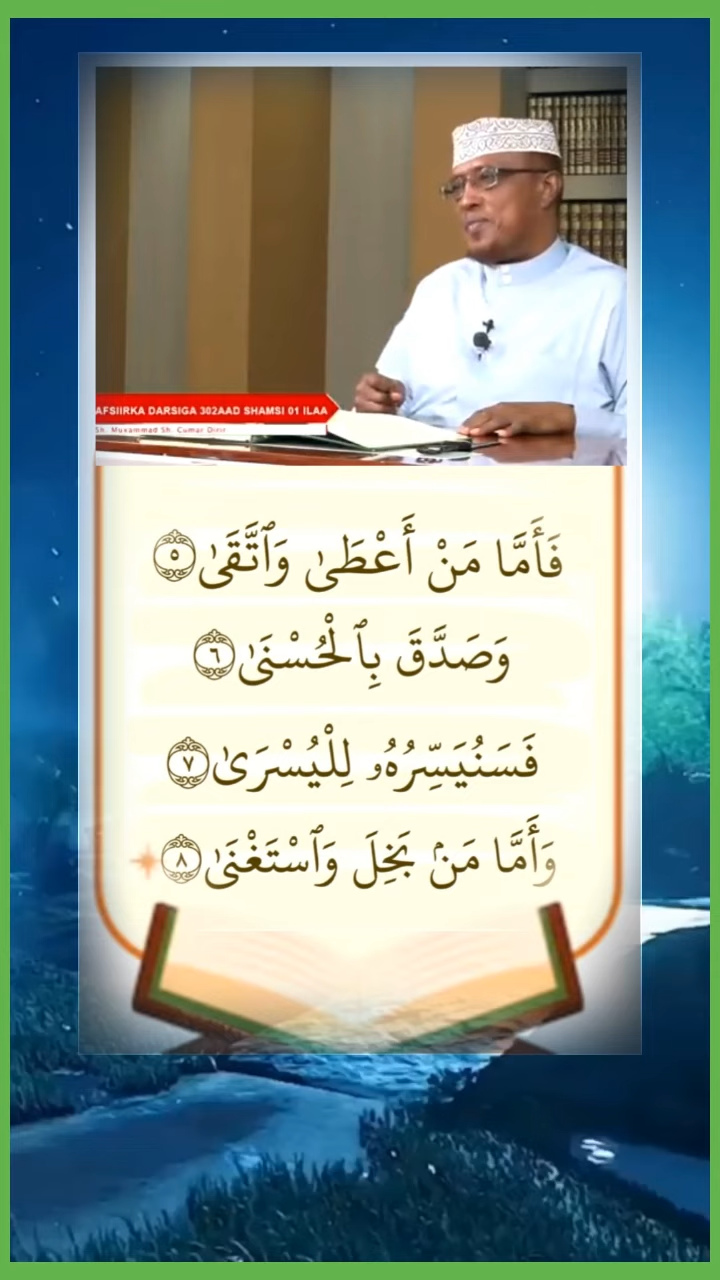 AFSIIRKA DARSIGA 302AAD SHAMSI 01 ILAA
Sh. Muxammad Sh. Cumar Dirir
فَأَمَّا مَنْ أَعْطَىٰ وَٱتَّقَىٰ ٥
وَصَدَّقَ بِٱلْحُسْنَىٰ ٦
فَسَنُيَسِّرُهُۥ لِلْيُسْرَىٰ ٧
وَأَمَّا مَنۢ بَخِلَ وَٱسْتَغْنَىٰ ٨